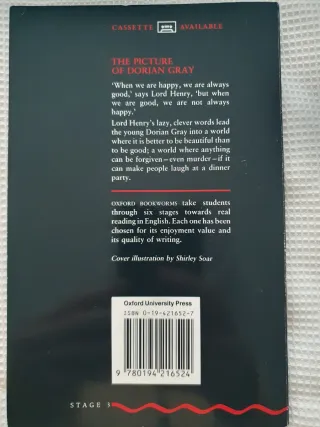 CASSETTE AVAILABLE
THE PICTURE
OF DORIAN GRAY
'When we are happy, we are always
good,' says Lord Henry, 'but when
we are good, we are not always
happy.'
Lord Henry's lazy, clever words lead
the young Dorian Gray into a world
where it is better to be beautiful than
to be good; a world where anything
can be forgiven – even murder – if it
can make people laugh at a dinner
party.
OXFORD BOOKWORMS take students
through six stages towards real
reading in English. Each one has been
chosen for its enjoyment value and
its quality of writing.
Cover illustration by Shirley Soar
Oxford University Press
ISBN 0-19-421652-7
9 780194 216524
STAGE 3